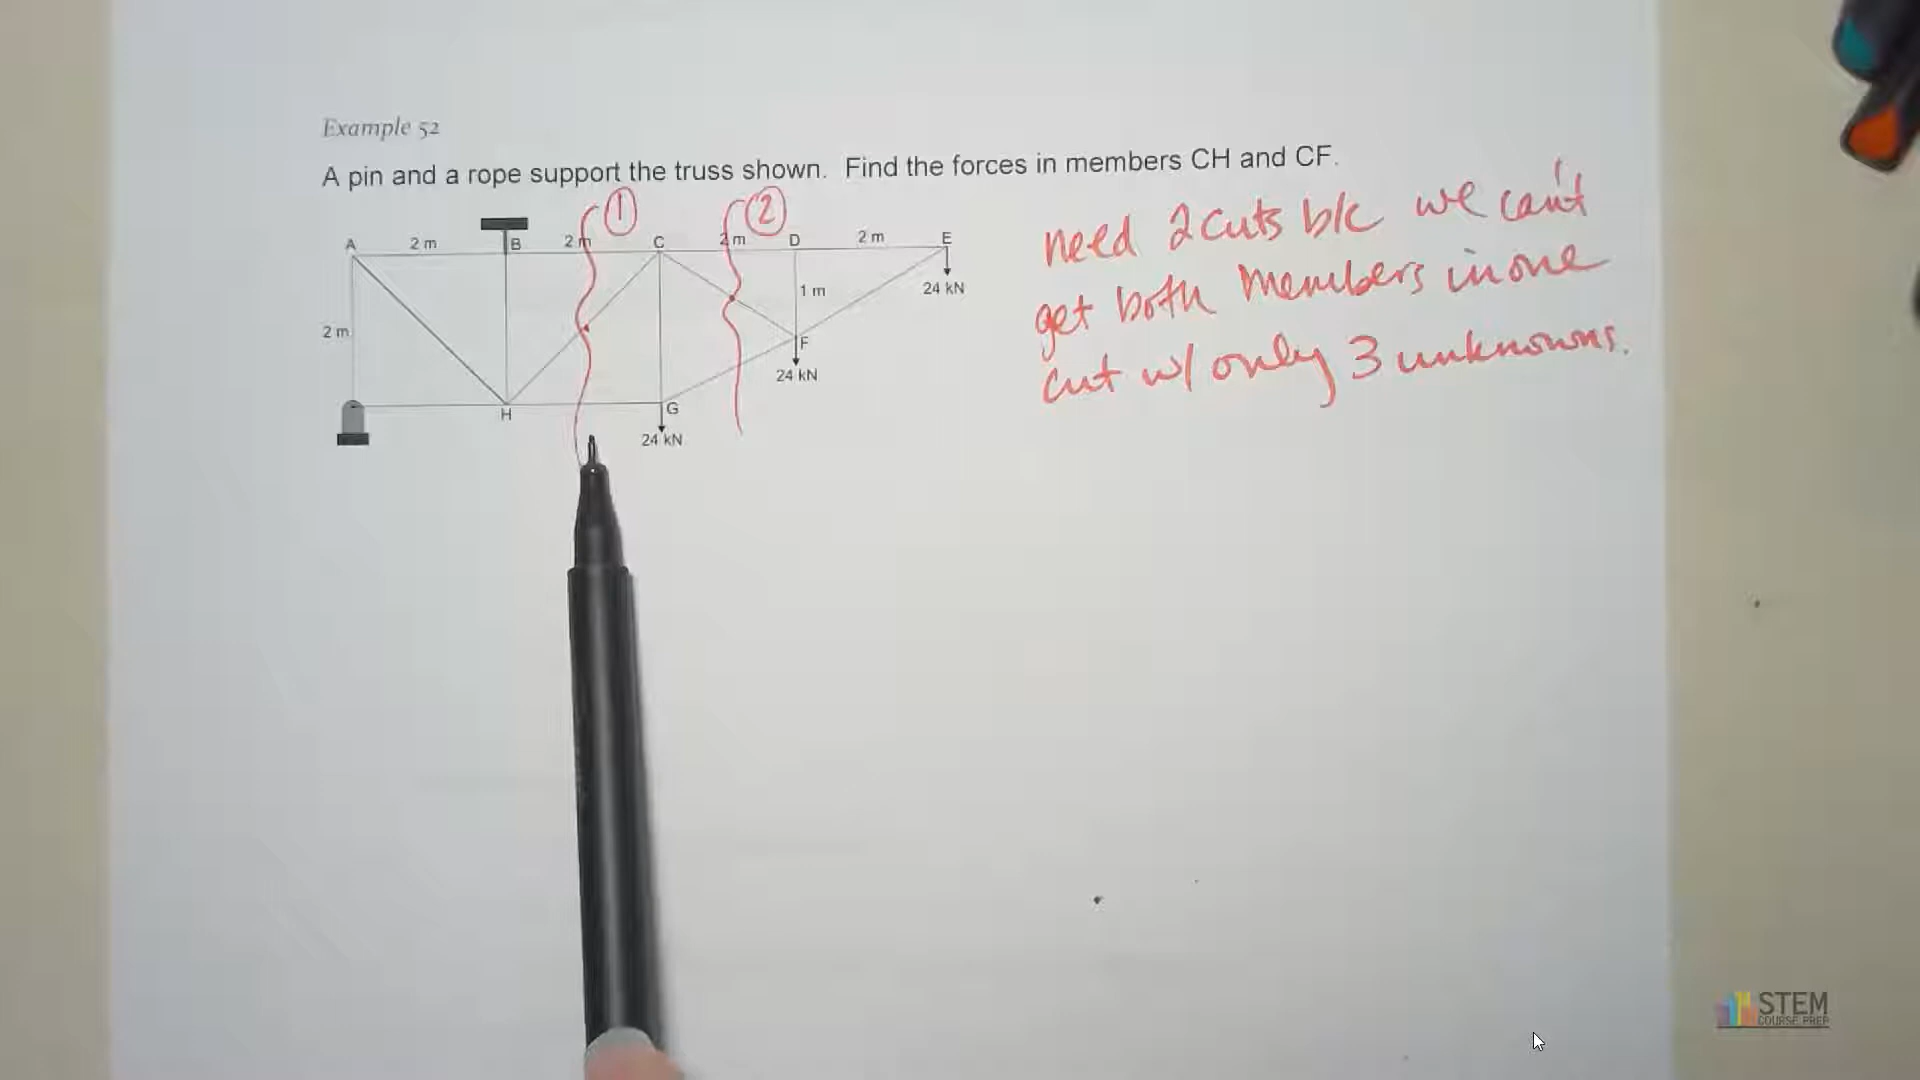 Example 52
A pin and a rope support the truss shown. Find the forces in members CH and CF.
1 2
A 2 m B 2 m C 2 m D 2 m E
2 m
1 m
24 kN
F
24 kN
H
G
24 kN
need 2 cuts b/c we can't
get both members in one
cut w/ only 3 unknowns.
STEM
COURSE PREP